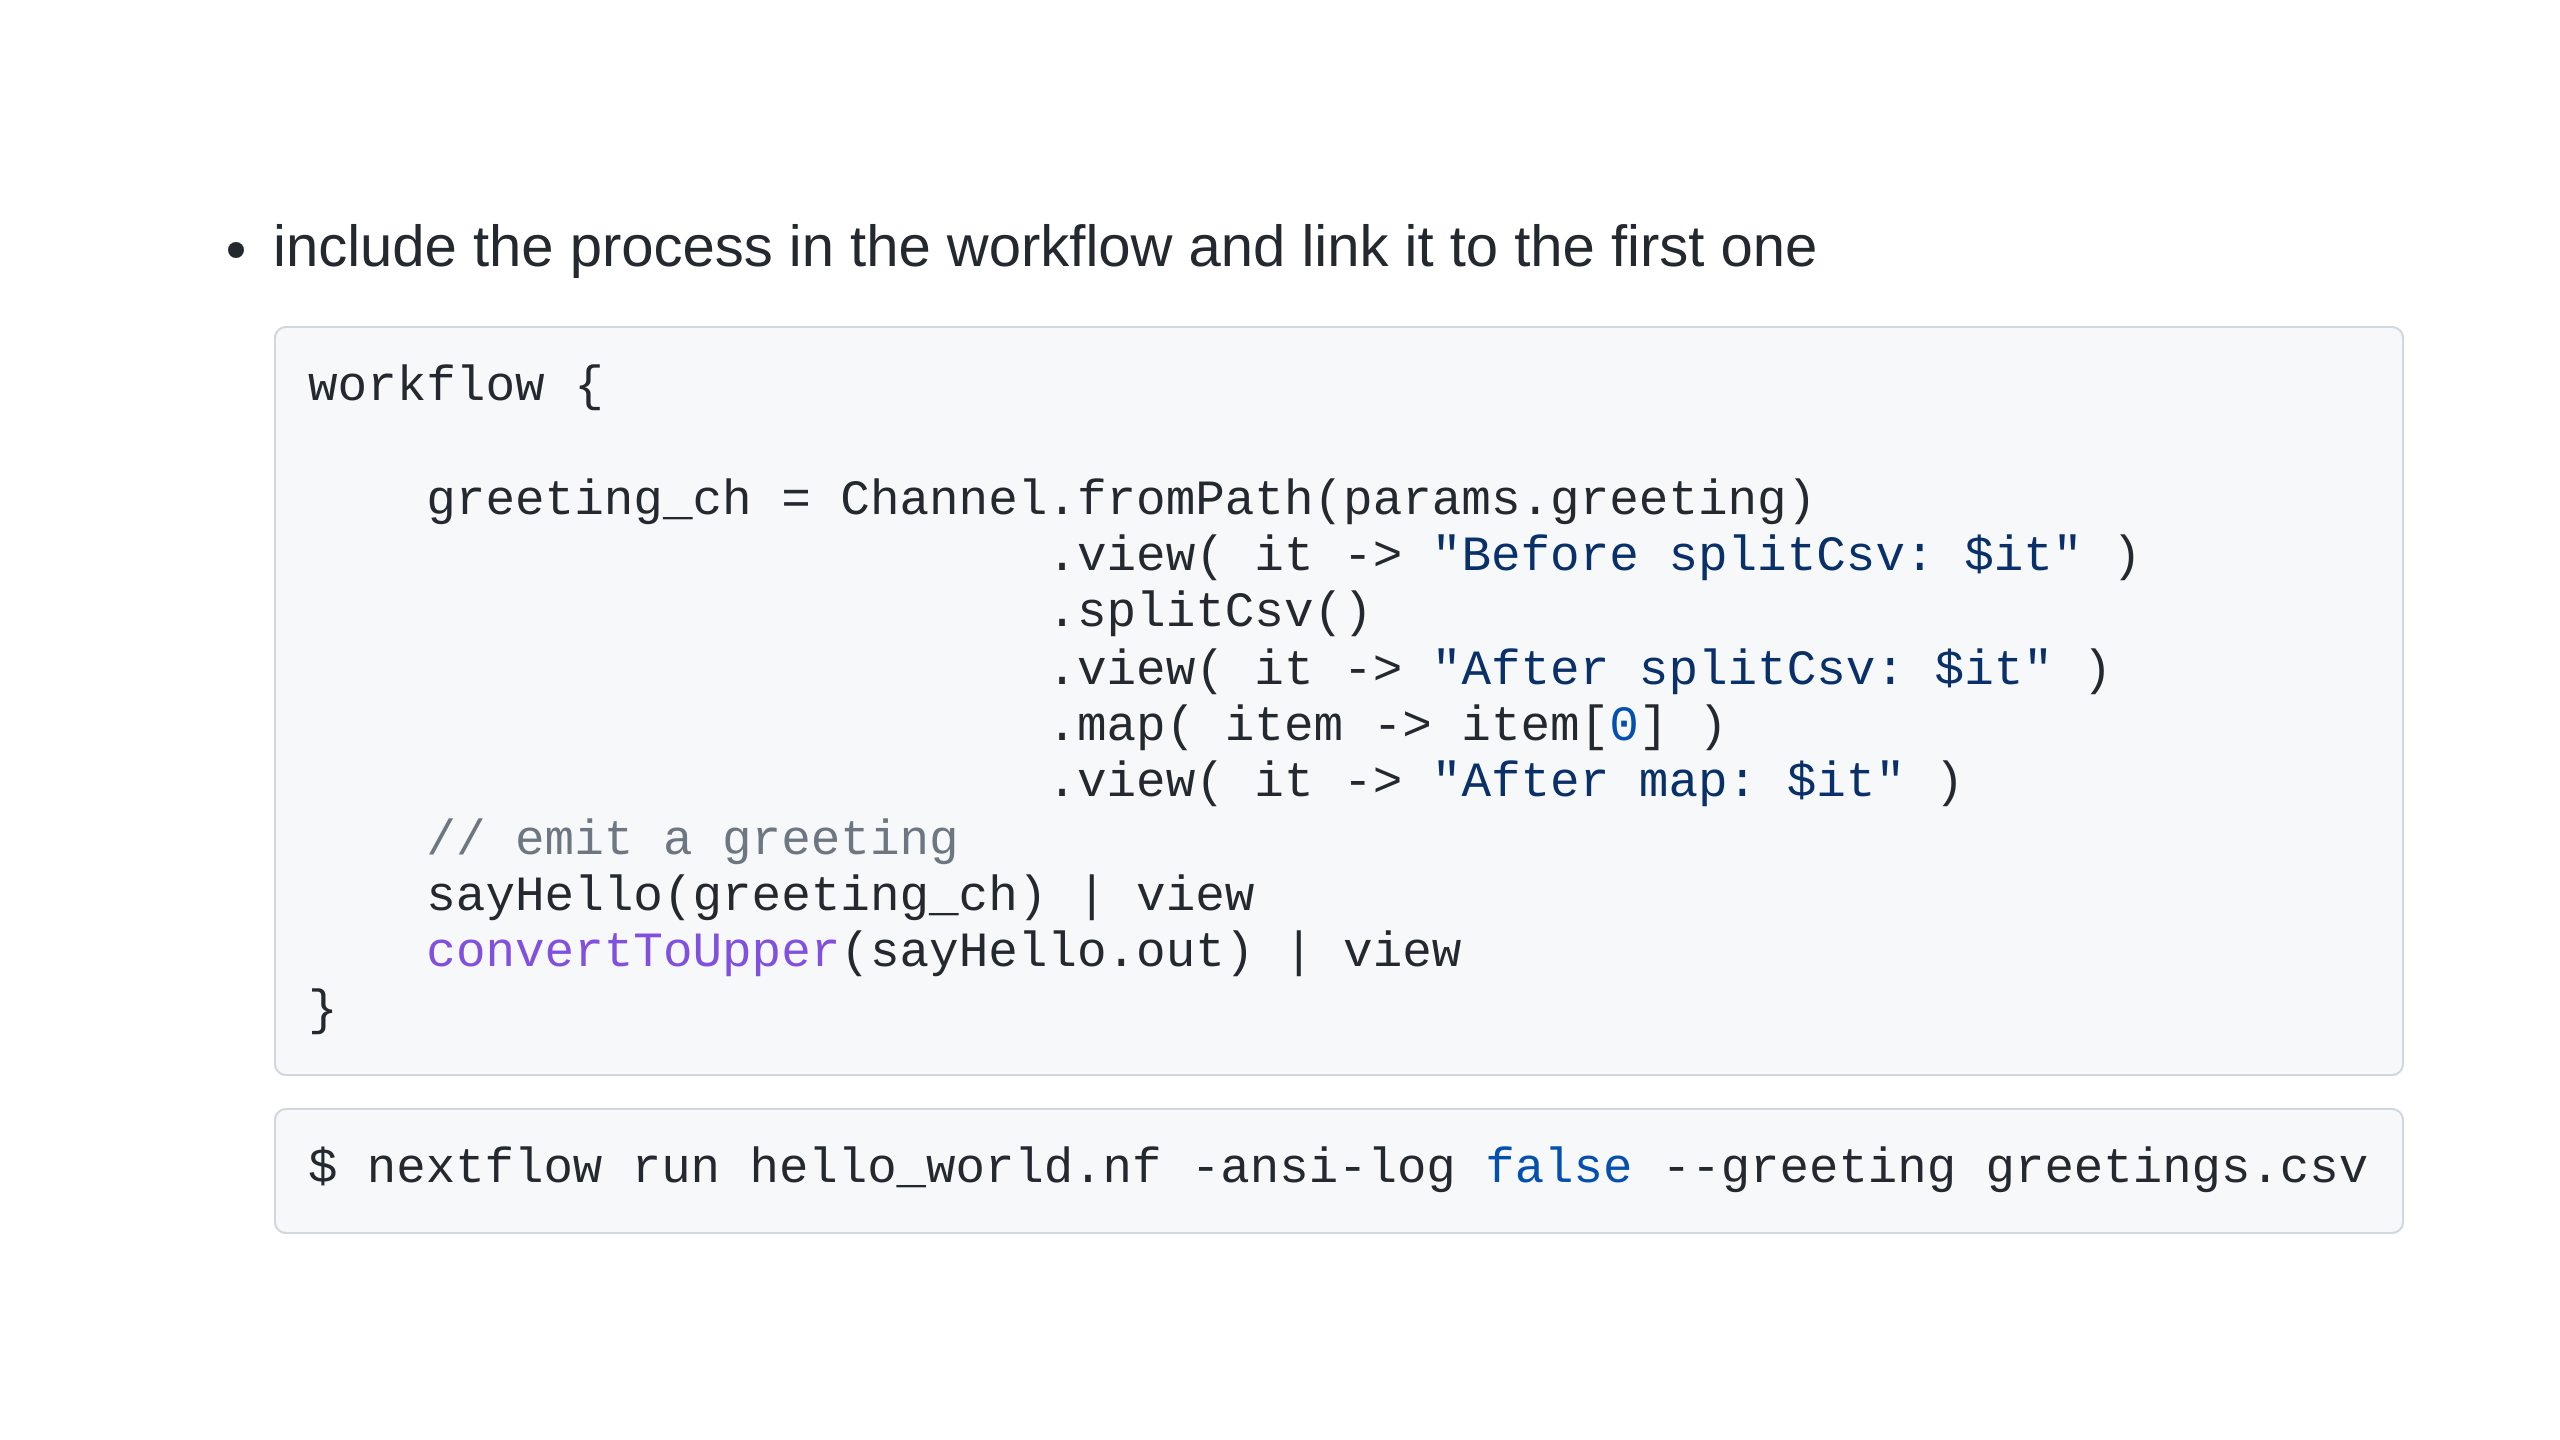 • include the process in the workflow and link it to the first one
workflow {
    greeting_ch = Channel.fromPath(params.greeting)
                         .view( it -> "Before splitCsv: $it" )
                         .splitCsv()
                         .view( it -> "After splitCsv: $it" )
                         .map( item -> item[0] )
                         .view( it -> "After map: $it" )
    // emit a greeting
    sayHello(greeting_ch) | view
    convertToUpper(sayHello.out) | view
}
$ nextflow run hello_world.nf -ansi-log false --greeting greetings.csv